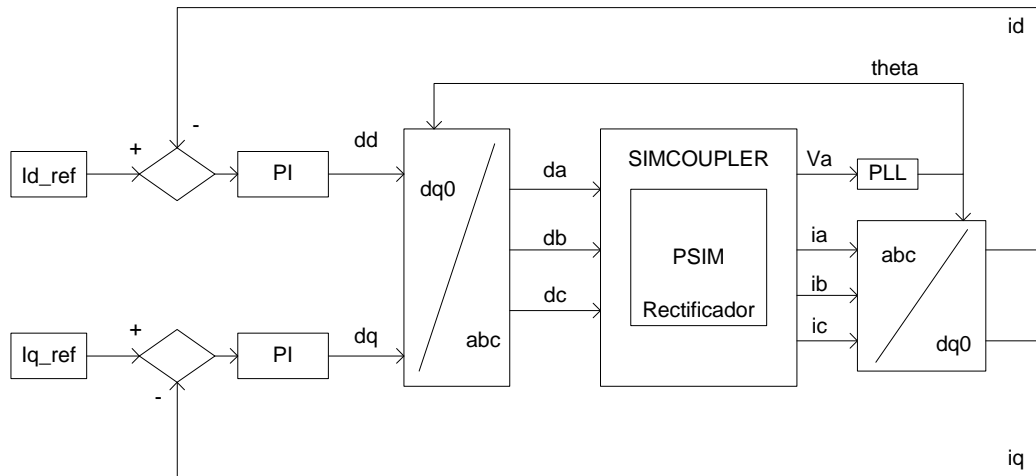 id
theta
-
+
dd
Id_ref
PI
dq0
da
SIMCOUPLER
Va
PLL
db
PSIM
ia
abc
ib
dc
Rectificador
ic
+
dq
Iq_ref
PI
abc
dq0
-
iq